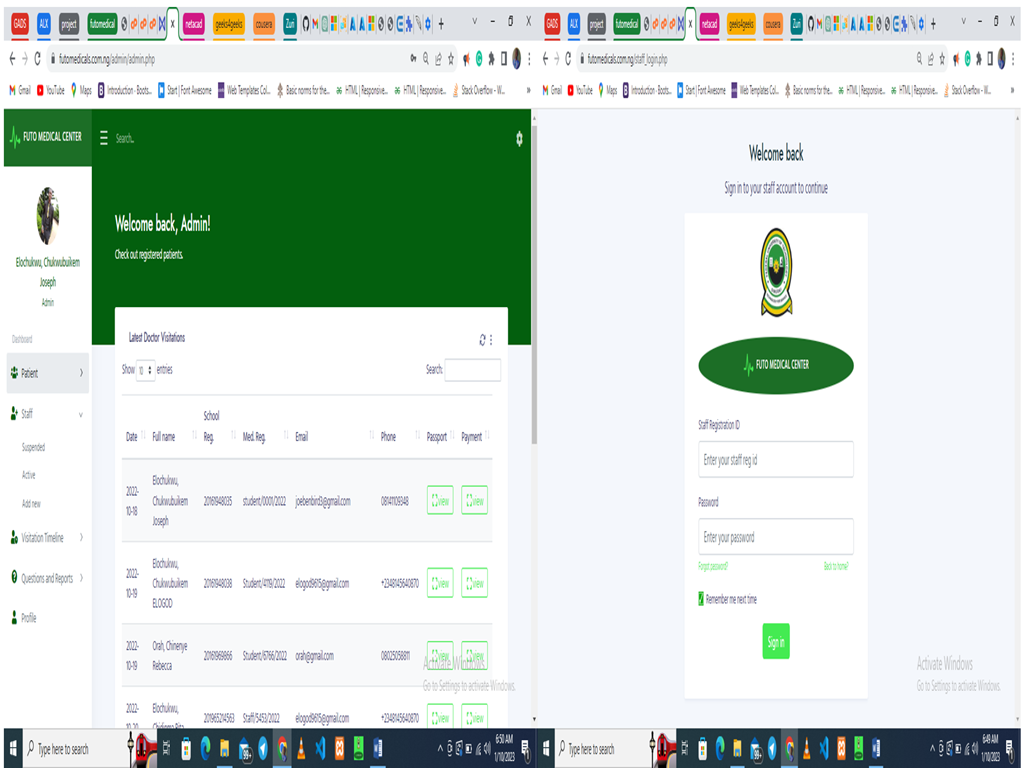 GADS ALX project futomedical netacad geeks4geeks cousera Zuri
futomedicals.com.ng/admin/admin.php
Gmail YouTube Maps Introduction · Boots... Start | Font Awesome Web Templates Col... Basic norms for the... HTML | Responsive... HTML | Responsive... Stack Overflow - W... »
FUTO MEDICAL CENTER
Search...
Elochukwu, Chukwubuikem
Joseph
Admin
Dashboard
Patient
Staff
Suspended
Active
Add new
Visitation Timeline
Questions and Reports
Profile
Welcome back, Admin!
Check out registered patients.
Latest Doctor Visitations
Show 10 entries
Search:
Date Full name School Reg. Med. Reg. Email Phone Passport Payment
2022-10-18 Elochukwu, Chukwubuikem Joseph 20161948035 student/0001/2022 joebenbird3@gmail.com 08141109348 view view
2022-10-19 Elochukwu, Chukwubuikem ELOGOD 20161948038 Student/4119/2022 elogod9615@gmail.com +2348145640870 view view
2022-10-19 Orah, Chinenye Rebecca 20161969866 Student/6766/2022 orah@gmail.com 08025058811 view view
2022- Elochukwu, 201965214563 Staff/5453/2022 elogod9615@gmail.com +2348145640870 view view
Activate Windows
Go to Settings to activate Windows.
Type here to search
99+
6:50 AM
1/10/2023
GADS ALX project futomedical netacad geeks4geeks cousera Zuri
futomedicals.com.ng/staff_login.php
Gmail YouTube Maps Introduction · Boots... Start | Font Awesome Web Templates Col... Basic norms for the... HTML | Responsive... HTML | Responsive... Stack Overflow - W... »
Welcome back
Sign in to your staff account to continue
FUTO MEDICAL CENTER
Staff Registration ID
Enter your staff reg id
Password
Enter your password
Forgot password? Back to home?
Remember me next time
Sign in
Activate Windows
Go to Settings to activate Windows.
Type here to search
99+
6:49 AM
1/10/2023